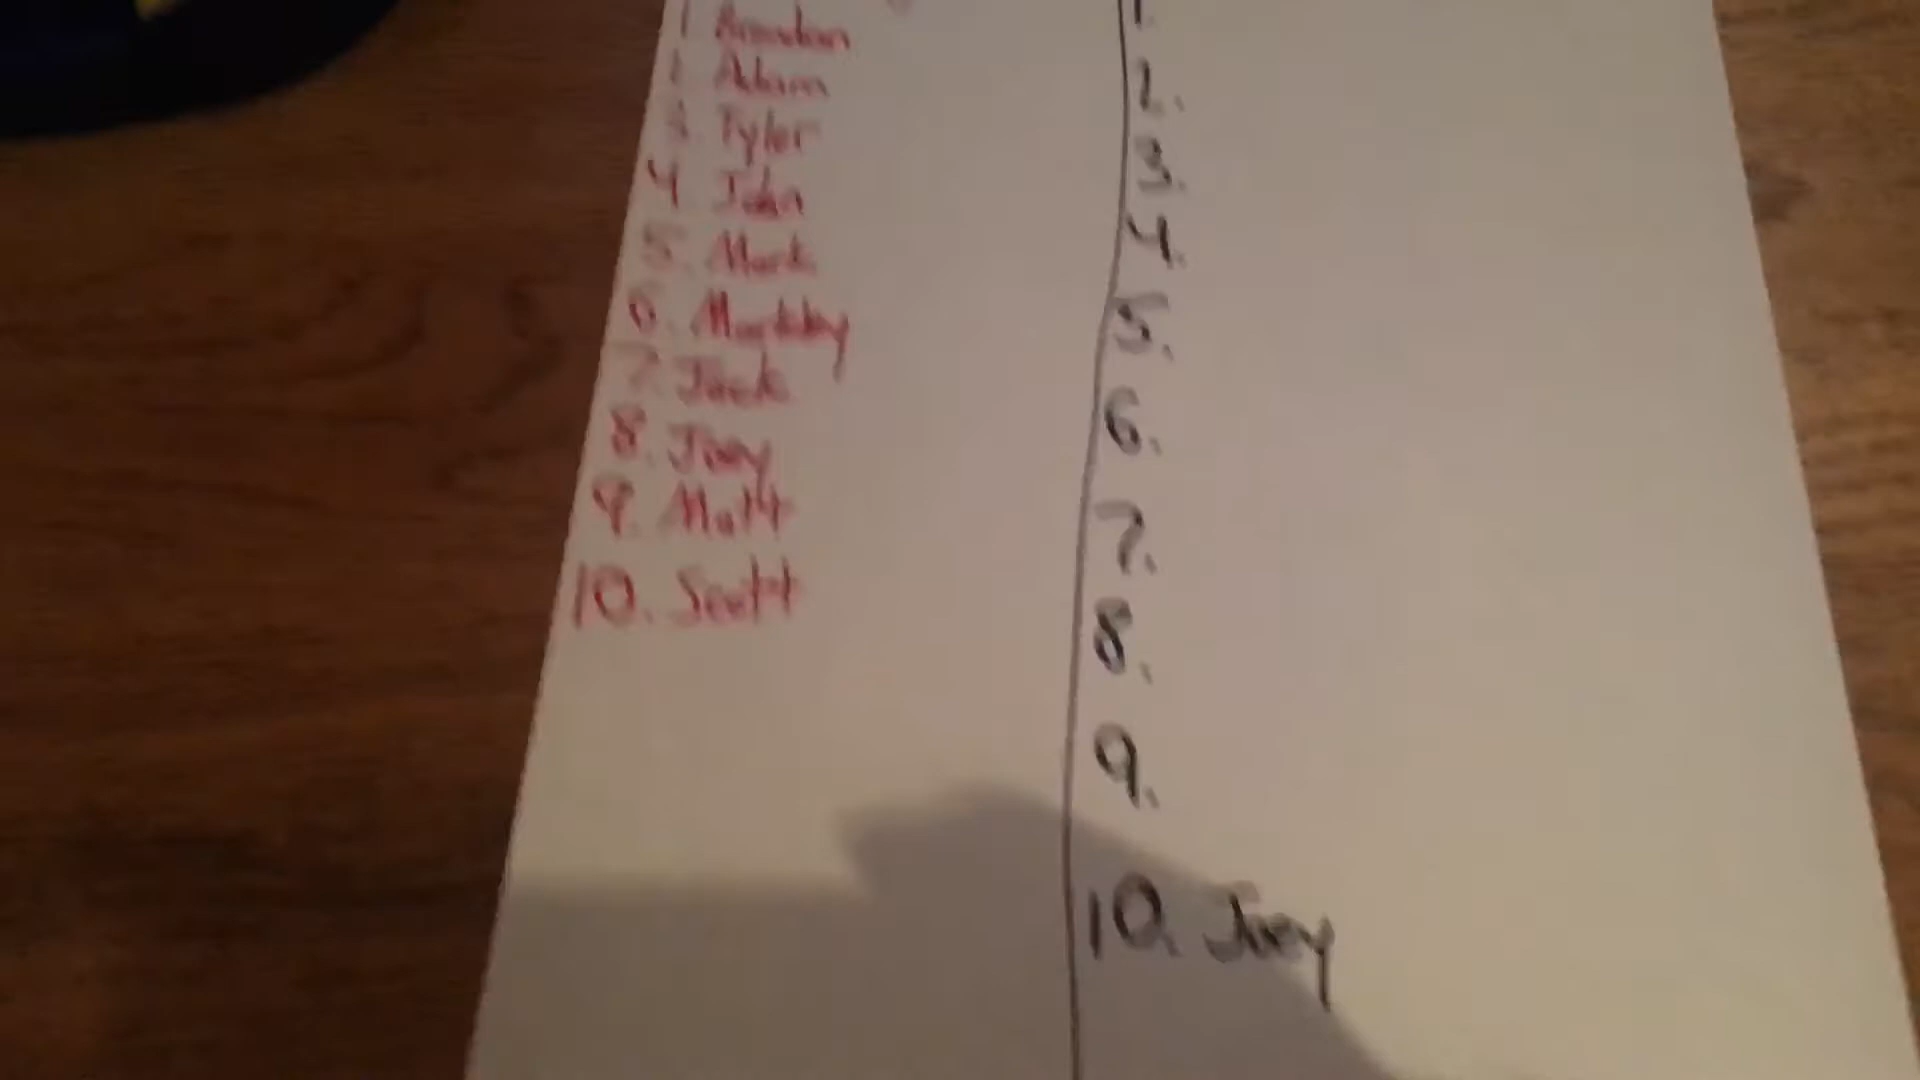 1 Brandon
2 Adam
3. Tyler
4 John
5. Mark
6. Markkey
7. Jack
8. Joey
9. Matt
10. Scott
1.
2.
3.
4.
5.
6.
7.
8.
9.
10. Joey